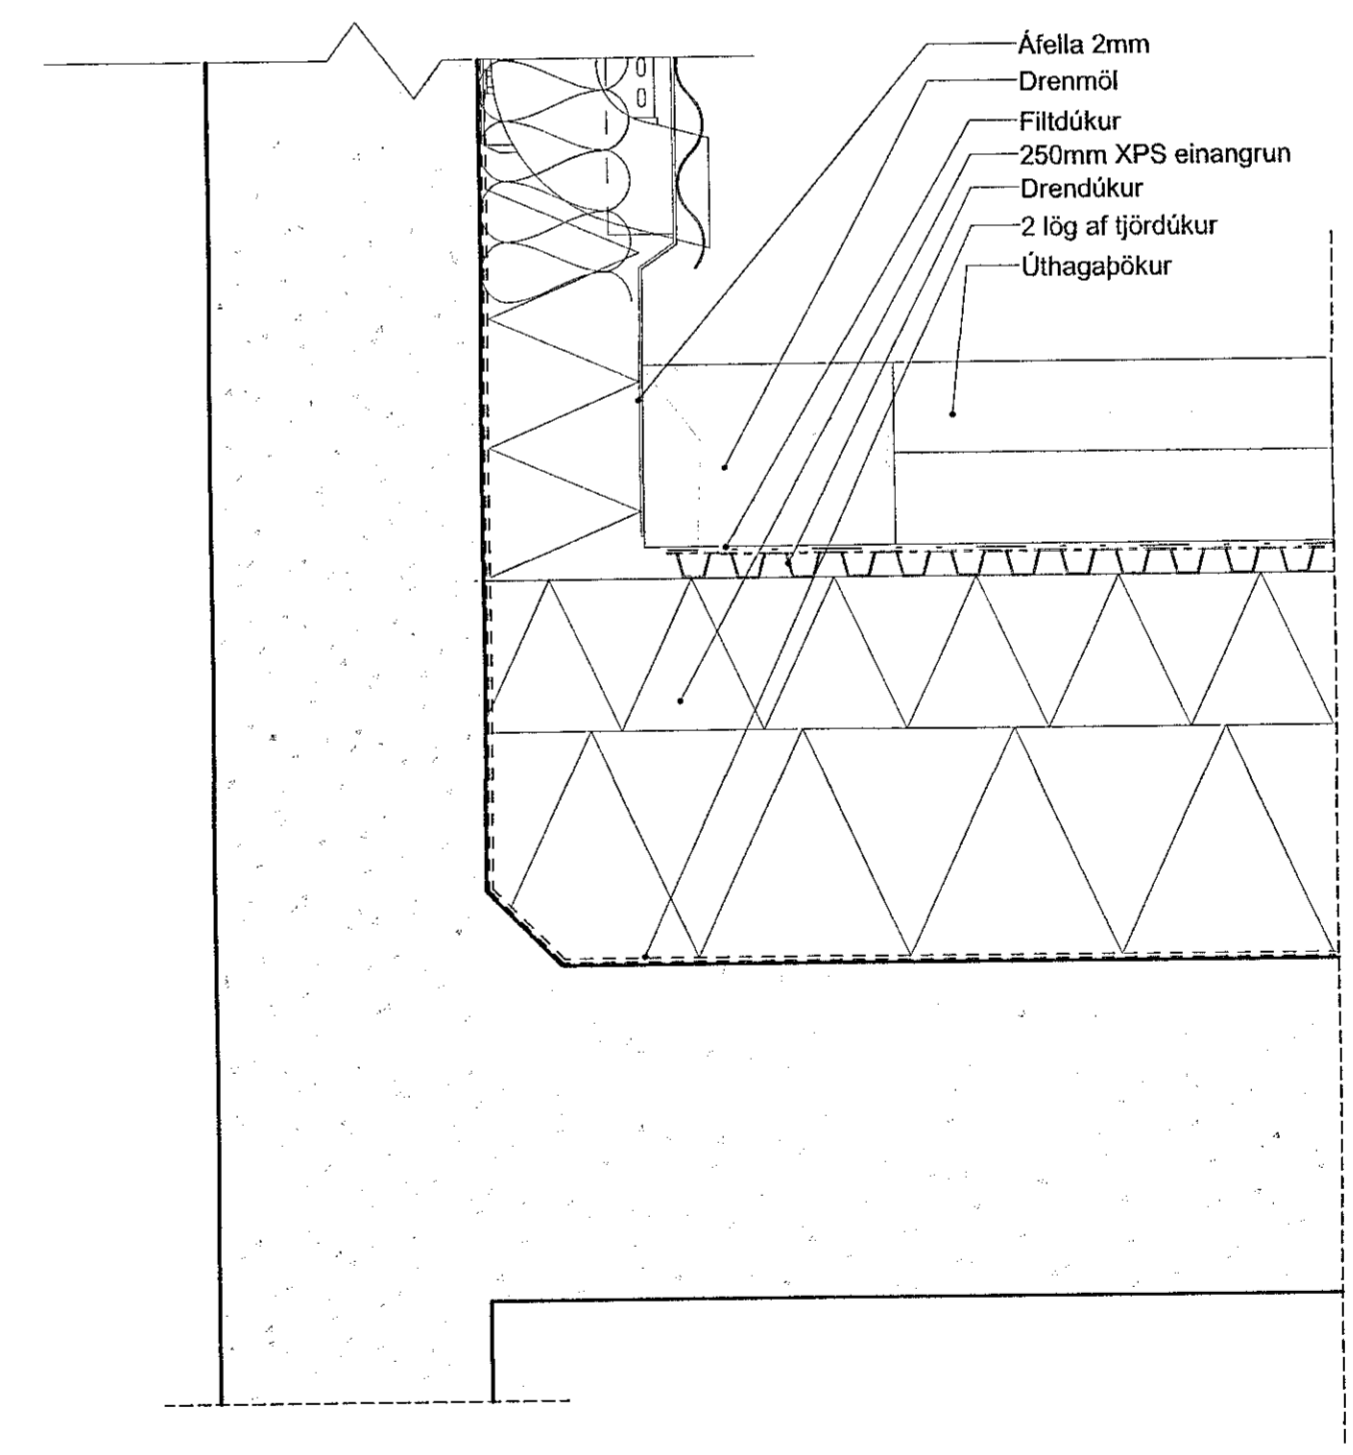 Áfella 2mm
Drenmöl
Filtdúkur
250mm XPS einangrun
Drendúkur
2 lög af tjördúkur
Úthagaþökur